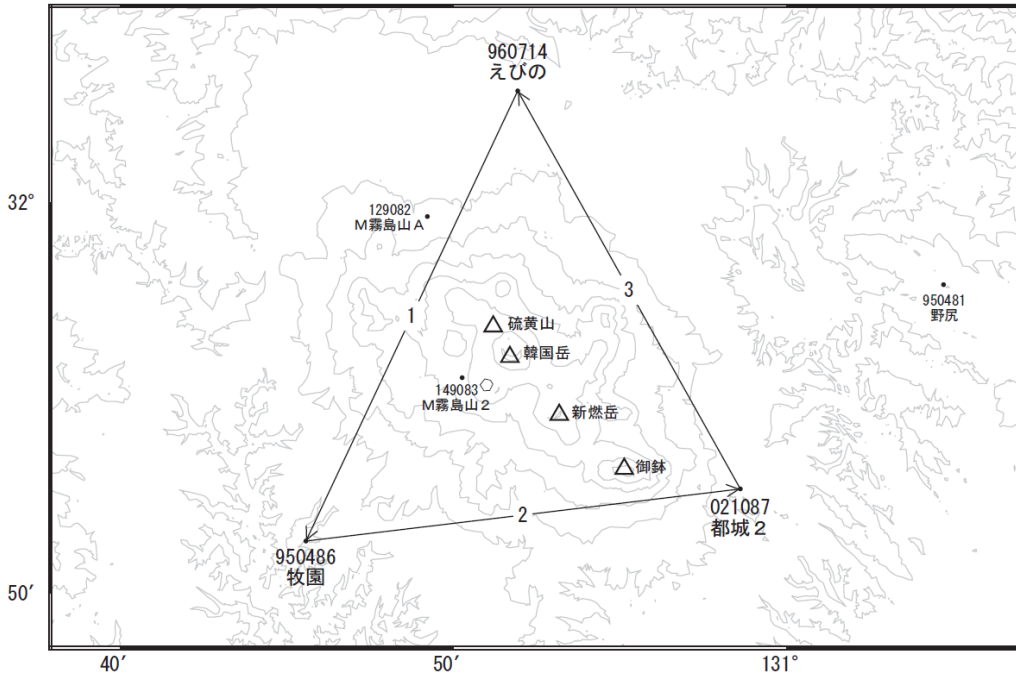 960714
えびの
32°
129082
M霧島山A
3
950481
野尻
1
硫黄山
韓国岳
149083
M霧島山2
新燃岳
御鉢
021087
都城2
2
950486
牧園
50′
40′
50′
131°